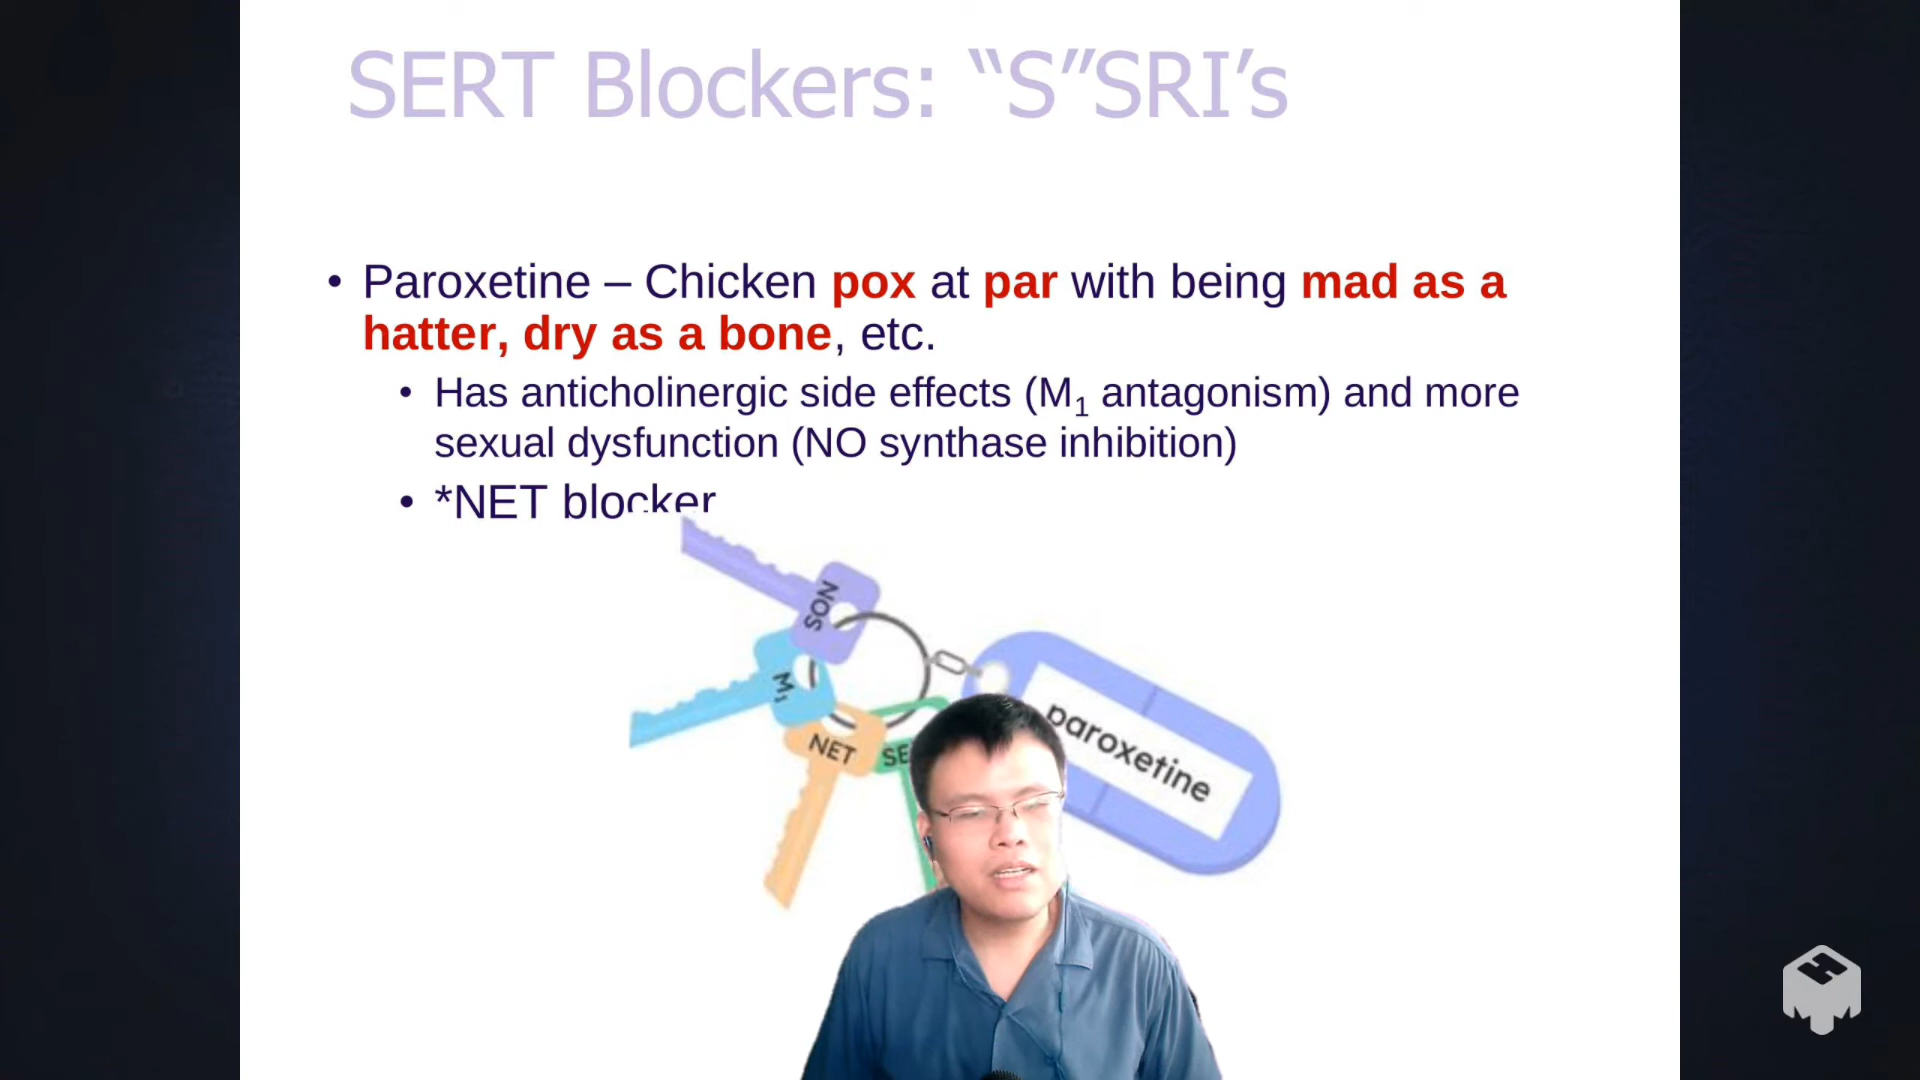 SERT Blockers: “S”SRI’s
• Paroxetine – Chicken pox at par with being mad as a
hatter, dry as a bone, etc.
• Has anticholinergic side effects (M1 antagonism) and more
sexual dysfunction (NO synthase inhibition)
• *NET blocker
NOS
M1
NET
paroxetine